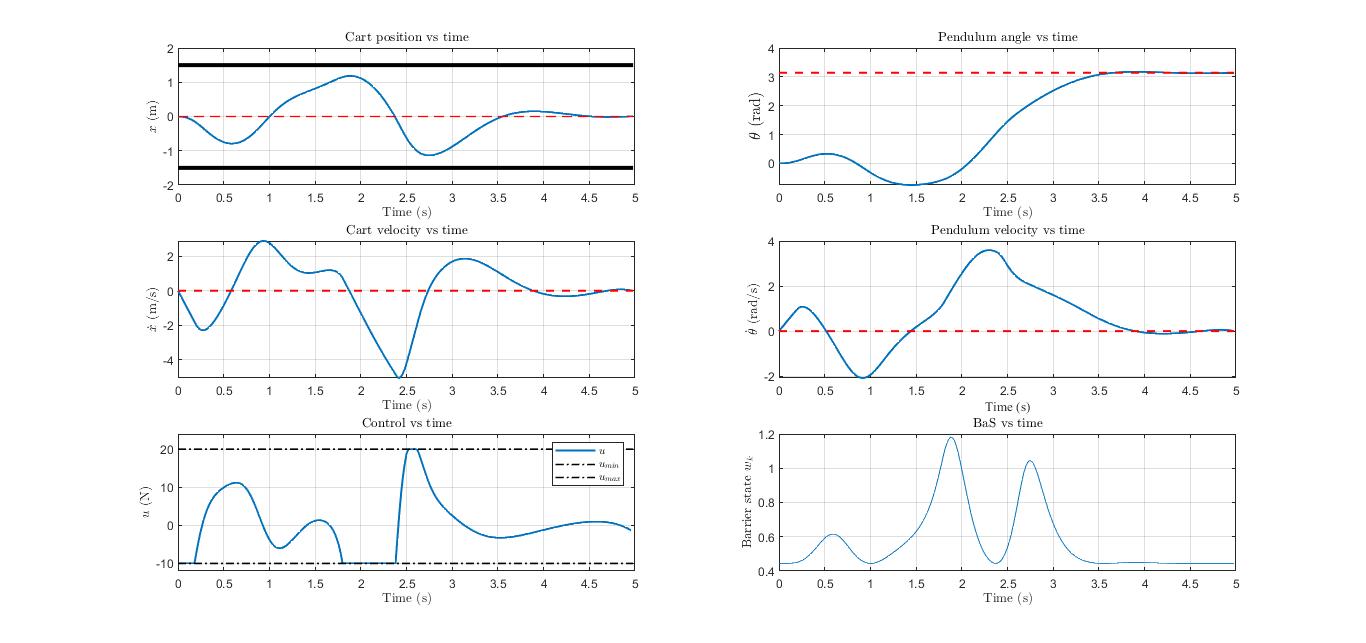 Cart position vs time
x (m)
2
1
0
-1
-2
0 0.5 1 1.5 2 2.5 3 3.5 4 4.5 5
Time (s)
Pendulum angle vs time
θ (rad)
4
3
2
1
0
0 0.5 1 1.5 2 2.5 3 3.5 4 4.5 5
Time (s)
Cart velocity vs time
ẋ (m/s)
2
0
-2
-4
0 0.5 1 1.5 2 2.5 3 3.5 4 4.5 5
Time (s)
Pendulum velocity vs time
θ̇ (rad/s)
4
2
0
-2
0 0.5 1 1.5 2 2.5 3 3.5 4 4.5 5
Time (s)
Control vs time
u (N)
20
10
0
-10
u
u_min
u_max
0 0.5 1 1.5 2 2.5 3 3.5 4 4.5 5
Time (s)
BaS vs time
Barrier state w_k
1.2
1
0.8
0.6
0.4
0 0.5 1 1.5 2 2.5 3 3.5 4 4.5 5
Time (s)